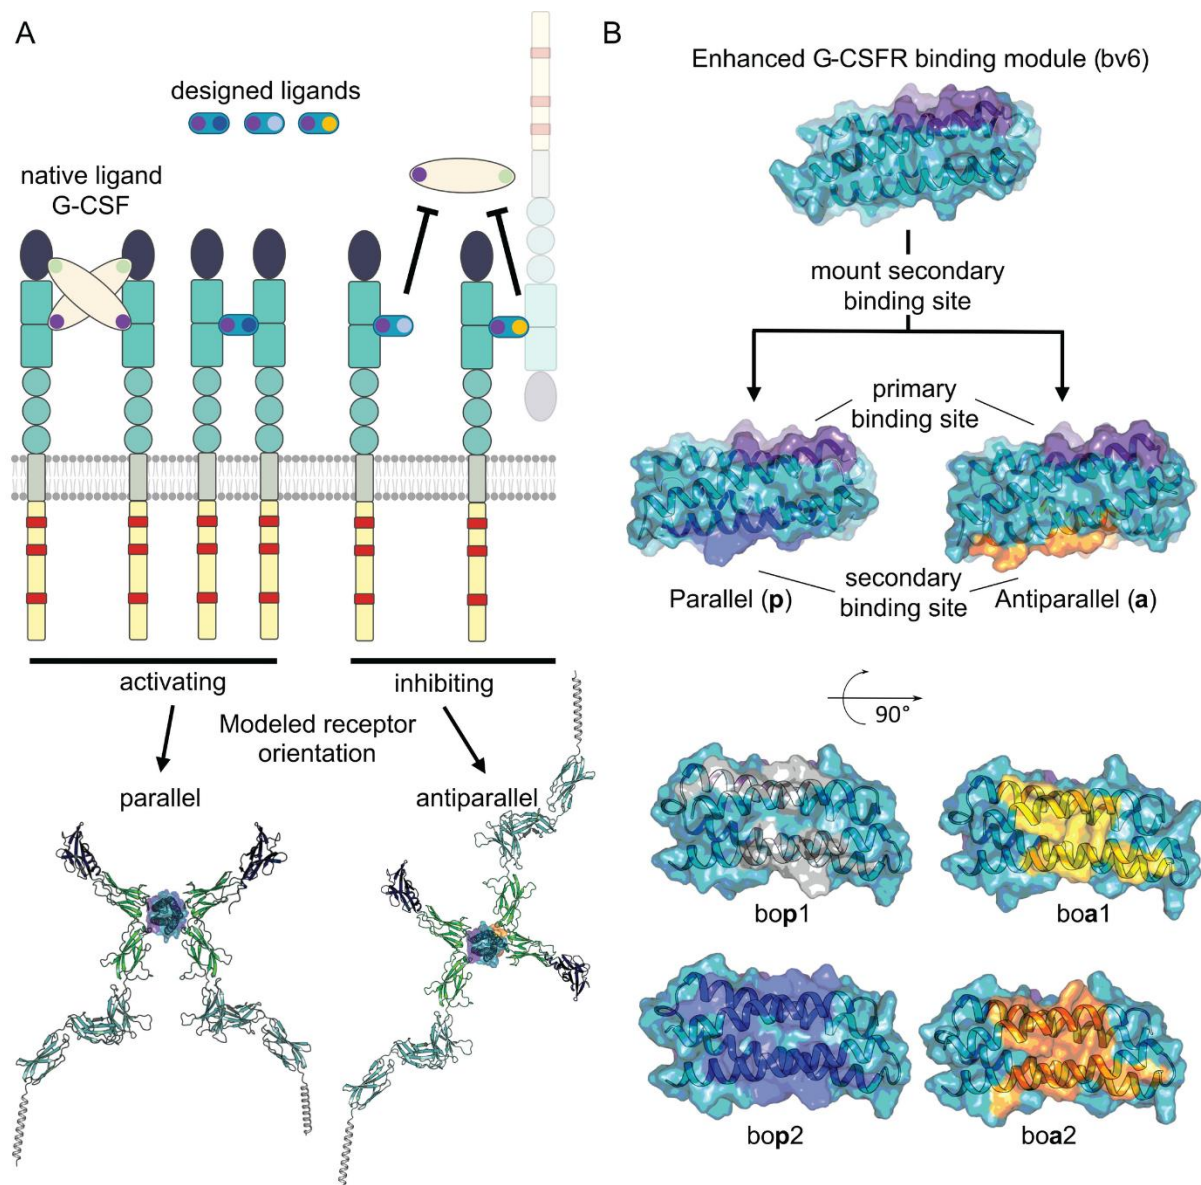 A
designed ligands
native ligand
G-CSF
activating
inhibiting
Modeled receptor
orientation
parallel
antiparallel
B
Enhanced G-CSFR binding module (bv6)
mount secondary
binding site
primary
binding site
secondary
binding site
Parallel (p)
Antiparallel (a)
90°
bop1
boa1
bop2
boa2